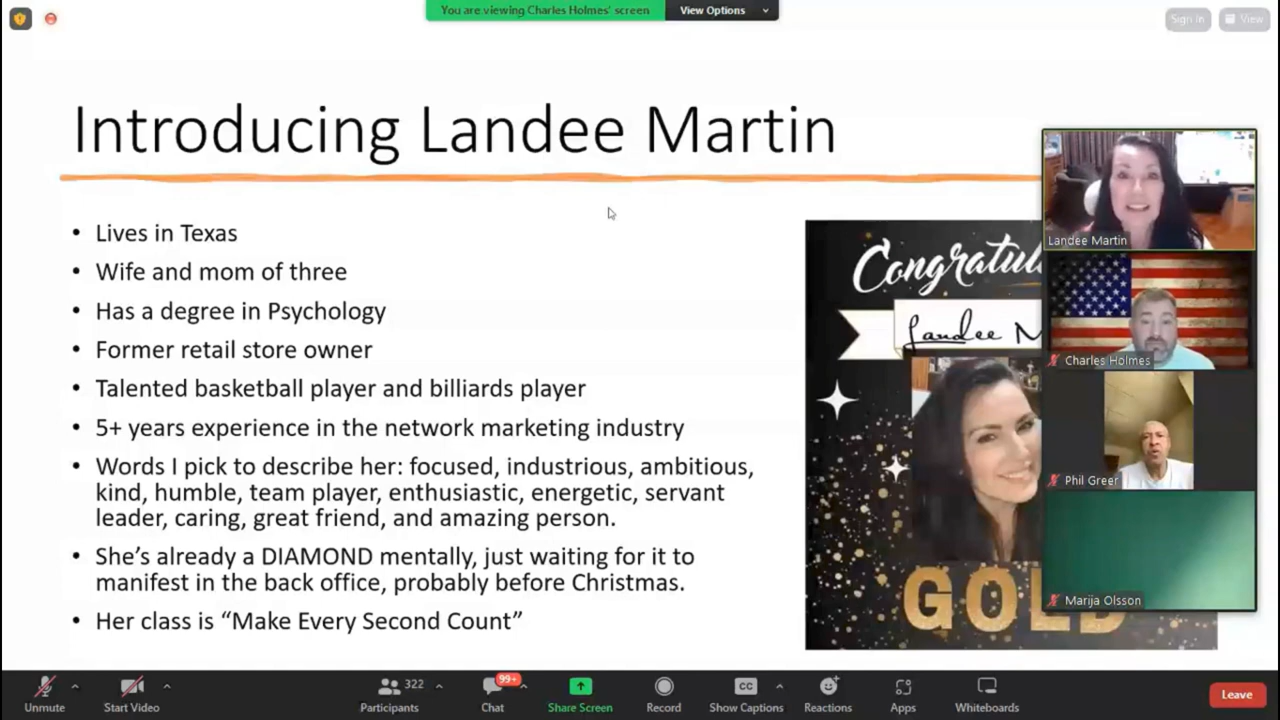 You are viewing Charles Holmes' screen
View Options
Sign in
View
Introducing Landee Martin
• Lives in Texas
• Wife and mom of three
• Has a degree in Psychology
• Former retail store owner
• Talented basketball player and billiards player
• 5+ years experience in the network marketing industry
• Words I pick to describe her: focused, industrious, ambitious,
kind, humble, team player, enthusiastic, energetic, servant
leader, caring, great friend, and amazing person.
• She's already a DIAMOND mentally, just waiting for it to
manifest in the back office, probably before Christmas.
• Her class is “Make Every Second Count”
Congratul
Landee M
GOLD
Landee Martin
Charles Holmes
Phil Greer
Marija Olsson
Unmute
Start Video
322
Participants
99+
Chat
Share Screen
Record
CC
Show Captions
Reactions
Apps
Whiteboards
Leave